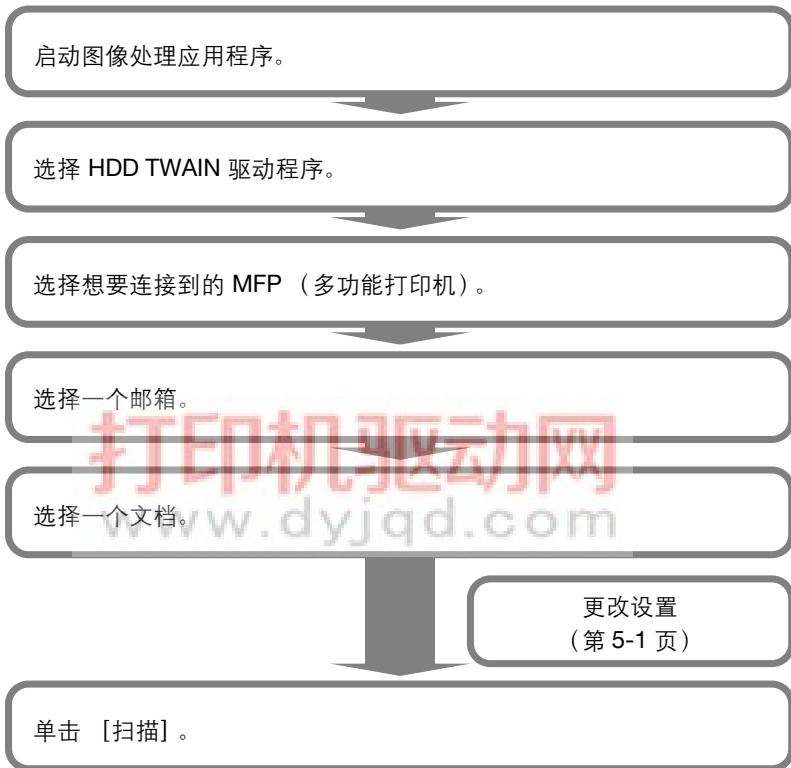 启动图像处理应用程序。
选择 HDD TWAIN 驱动程序。
选择想要连接到的 MFP （多功能打印机）。
选择一个邮箱。
打印机驱动网
选择一个文档。
www.dyjqd.com
更改设置
（第 5-1 页）
单击 ［扫描］。